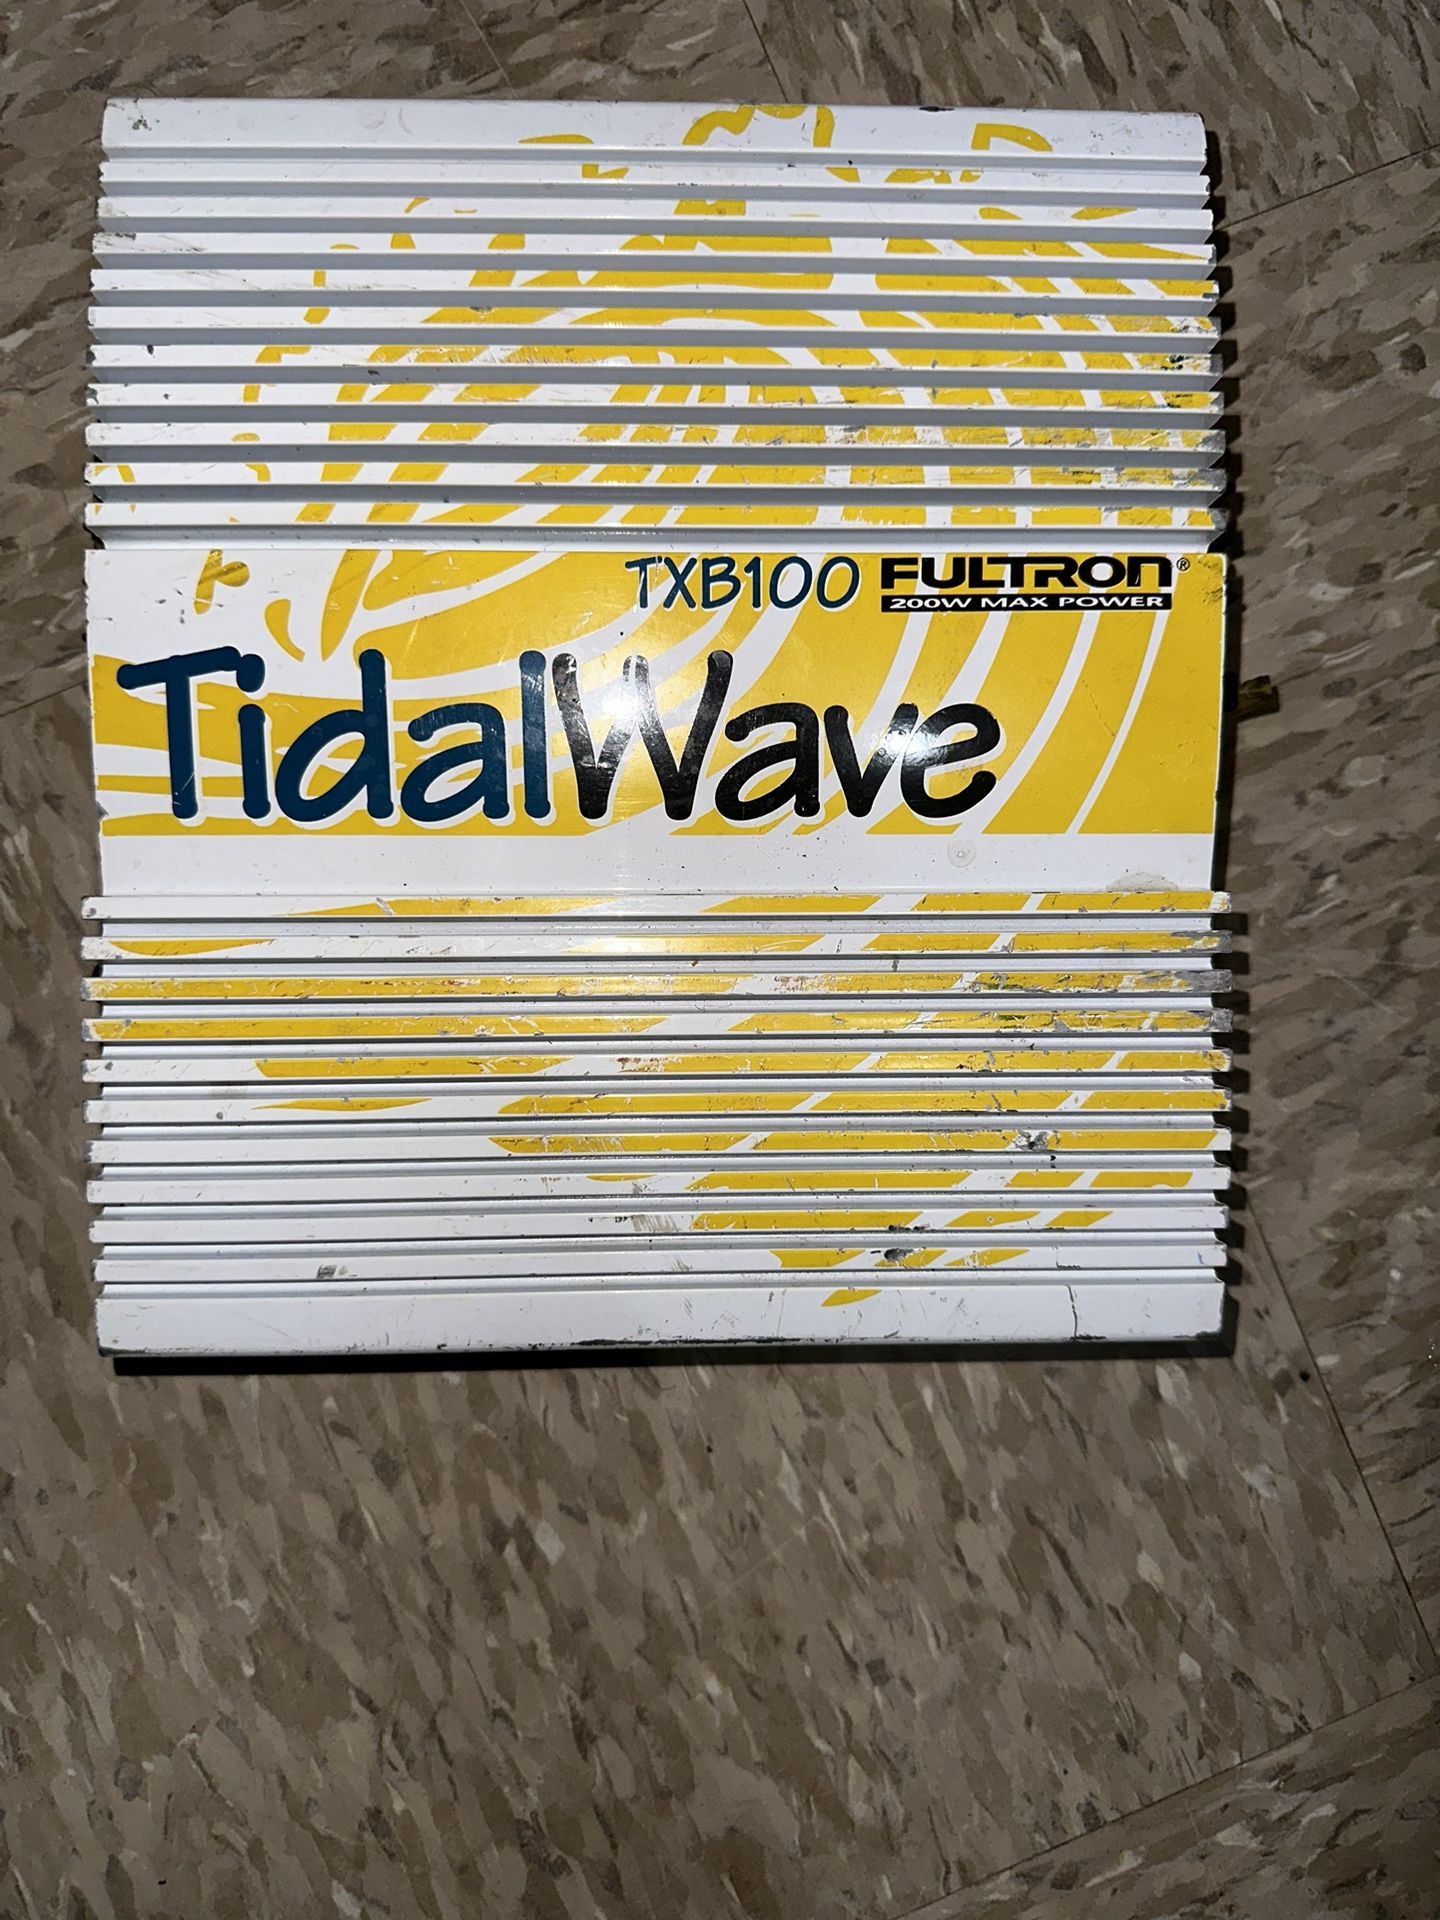 TXB100 FULTRON®
200W MAX POWER
TidalWave